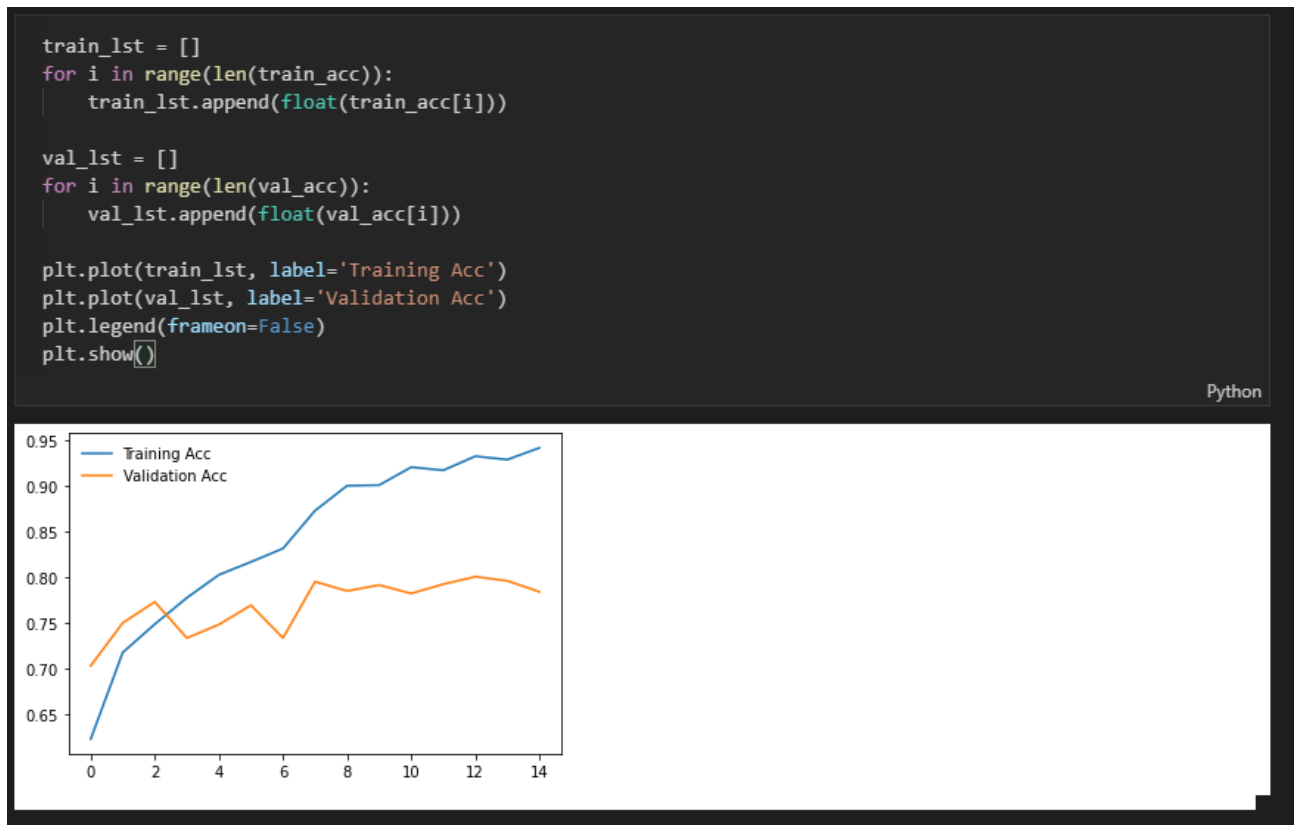 train_lst = []
for i in range(len(train_acc)):
    train_lst.append(float(train_acc[i]))

val_lst = []
for i in range(len(val_acc)):
    val_lst.append(float(val_acc[i]))

plt.plot(train_lst, label='Training Acc')
plt.plot(val_lst, label='Validation Acc')
plt.legend(frameon=False)
plt.show()
Python
Training Acc
Validation Acc
0.95
0.90
0.85
0.80
0.75
0.70
0.65
0 2 4 6 8 10 12 14